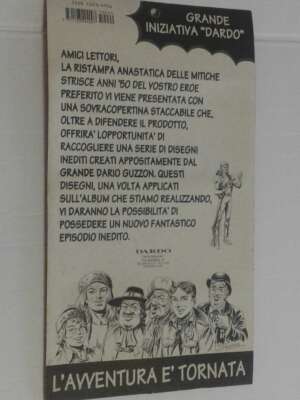 GRANDE
INIZIATIVA "DARDO"
AMICI LETTORI,
LA RISTAMPA ANASTATICA DELLE MITICHE
STRISCE ANNI '50 DEL VOSTRO EROE
PREFERITO VI VIENE PRESENTATA CON
UNA SOVRACOPERTINA STACCABILE CHE,
OLTRE A DIFENDERE IL PRODOTTO,
OFFRIRA' L'OPPORTUNITA' DI
RACCOGLIERE UNA SERIE DI DISEGNI
INEDITI CREATI APPOSITAMENTE DAL
GRANDE DARIO GUZZON. QUESTI
DISEGNI, UNA VOLTA APPLICATI
SULL'ALBUM CHE STIAMO REALIZZANDO,
VI DARANNO LA POSSIBILITA' DI
POSSEDERE UN NUOVO FANTASTICO
EPISODIO INEDITO.
DARDO
L'AVVENTURA E' TORNATA